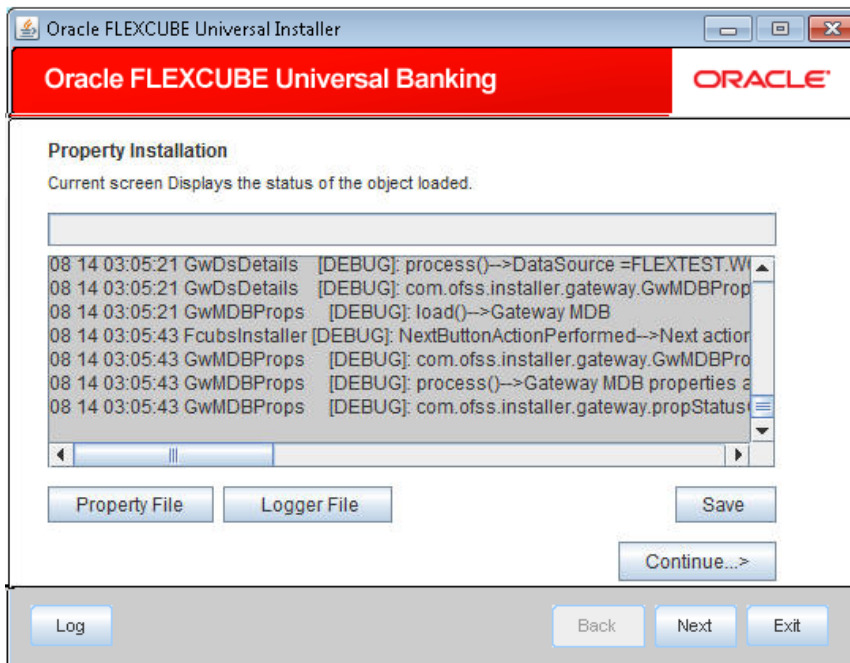 Oracle FLEXCUBE Universal Installer
Oracle FLEXCUBE Universal Banking
ORACLE
Property Installation
Current screen Displays the status of the object loaded.
08 14 03:05:21 GwDsDetails [DEBUG]: process()-->DataSource =FLEXTEST.W
08 14 03:05:21 GwDsDetails [DEBUG]: com.ofss.installer.gateway.GwMDBProp
08 14 03:05:21 GwMDBProps [DEBUG]: load()-->Gateway MDB
08 14 03:05:43 FcubsInstaller [DEBUG]: NextButtonActionPerformed-->Next action
08 14 03:05:43 GwMDBProps [DEBUG]: com.ofss.installer.gateway.GwMDBPro
08 14 03:05:43 GwMDBProps [DEBUG]: process()-->Gateway MDB properties a
08 14 03:05:43 GwMDBProps [DEBUG]: com.ofss.installer.gateway.propStatus
Property File Logger File Save
Continue...>
Log Back Next Exit